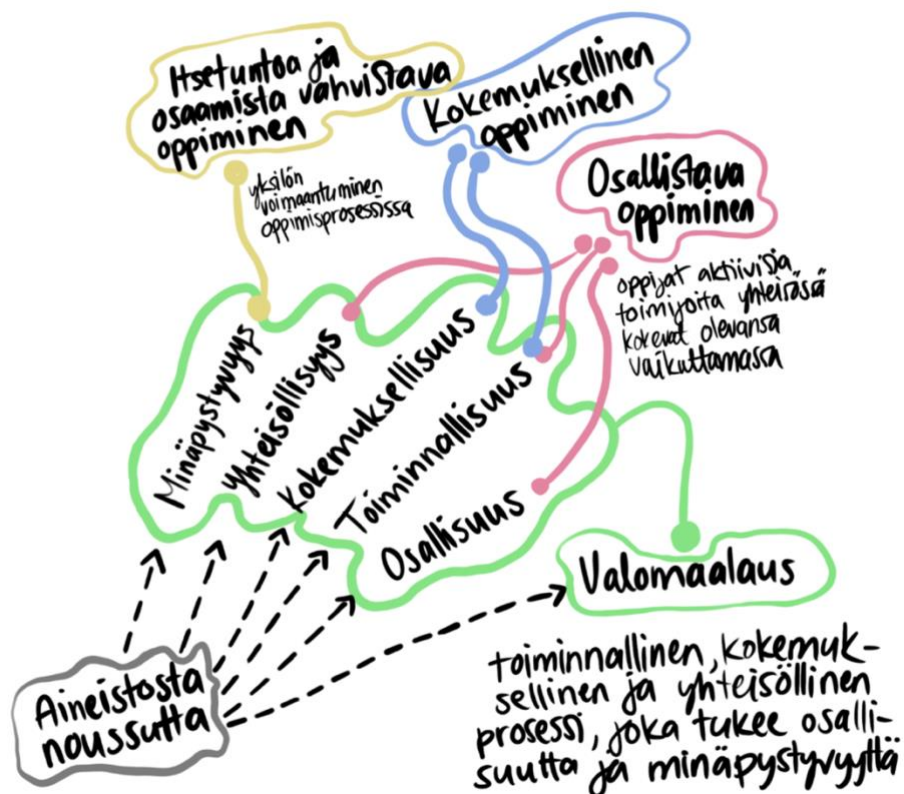 Itsetuntoa ja
osaamista vahvistava
oppiminen
Kokemuksellinen
oppiminen
Osallistava
oppiminen
yksilön
voimaantuminen
oppimisprosessissa
oppijat aktiivisia
toimijoita yhteisössä
kokevat olevansa
vaikuttamassa
Minäpystyvyys
Yhteisöllisyys
Kokemuksellisuus
Toiminnallisuus
Osallisuus
Valomaalaus
toiminnallinen, kokemuk-
sellinen ja yhteisöllinen
prosessi, joka tukee osalli-
suutta ja minäpystyvyyttä
Aineistosta
noussutta